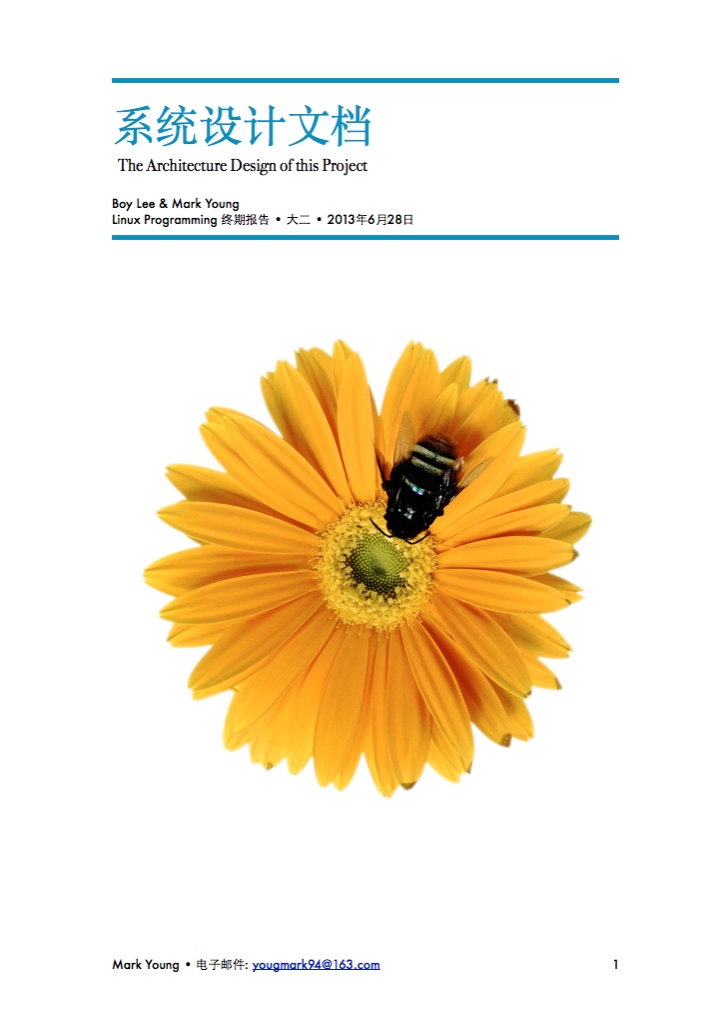 系统设计文档
The Architecture Design of this Project
Boy Lee & Mark Young
Linux Programming 终期报告 • 大二 • 2013年6月28日
Mark Young • 电子邮件: yougmark94@163.com 1